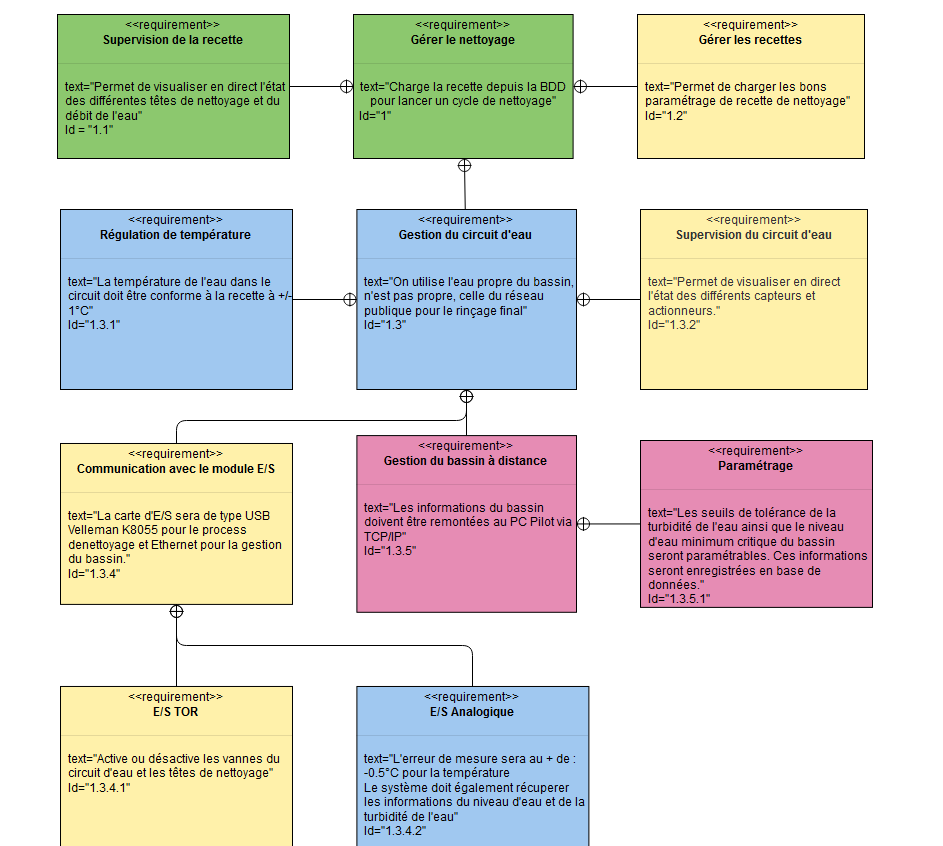 <<requirement>>
Supervision de la recette
text="Permet de visualiser en direct l'état
des différentes têtes de nettoyage et du
débit de l'eau"
Id = "1.1"
<<requirement>>
Gérer le nettoyage
text="Charge la recette depuis la BDD
pour lancer un cycle de nettoyage"
Id="1"
<<requirement>>
Gérer les recettes
text="Permet de charger les bons
paramétrage de recette de nettoyage"
Id="1.2"
<<requirement>>
Régulation de température
text="La température de l'eau dans le
circuit doit être conforme à la recette à +/-
1°C"
Id="1.3.1"
<<requirement>>
Gestion du circuit d'eau
text="On utilise l'eau propre du bassin,
n'est pas propre, celle du réseau
publique pour le rinçage final"
Id="1.3"
<<requirement>>
Supervision du circuit d'eau
text="Permet de visualiser en direct
l'état des différents capteurs et
actionneurs."
Id="1.3.2"
<<requirement>>
Communication avec le module E/S
text="La carte d'E/S sera de type USB
Velleman K8055 pour le process
denettoyage et Ethernet pour la gestion
du bassin."
Id="1.3.4"
<<requirement>>
Gestion du bassin à distance
text="Les informations du bassin
doivent être remontées au PC Pilot via
TCP/IP"
Id="1.3.5"
<<requirement>>
Paramétrage
text="Les seuils de tolérance de la
turbidité de l'eau ainsi que le niveau
d'eau minimum critique du bassin
seront paramétrables. Ces informations
seront enregistrées en base de
données."
Id="1.3.5.1"
<<requirement>>
E/S TOR
text="Active ou désactive les vannes du
circuit d'eau et les têtes de nettoyage"
Id="1.3.4.1"
<<requirement>>
E/S Analogique
text="L'erreur de mesure sera au + de :
-0.5°C pour la température
Le système doit également récuperer
les informations du niveau d'eau et de la
turbidité de l'eau"
Id="1.3.4.2"